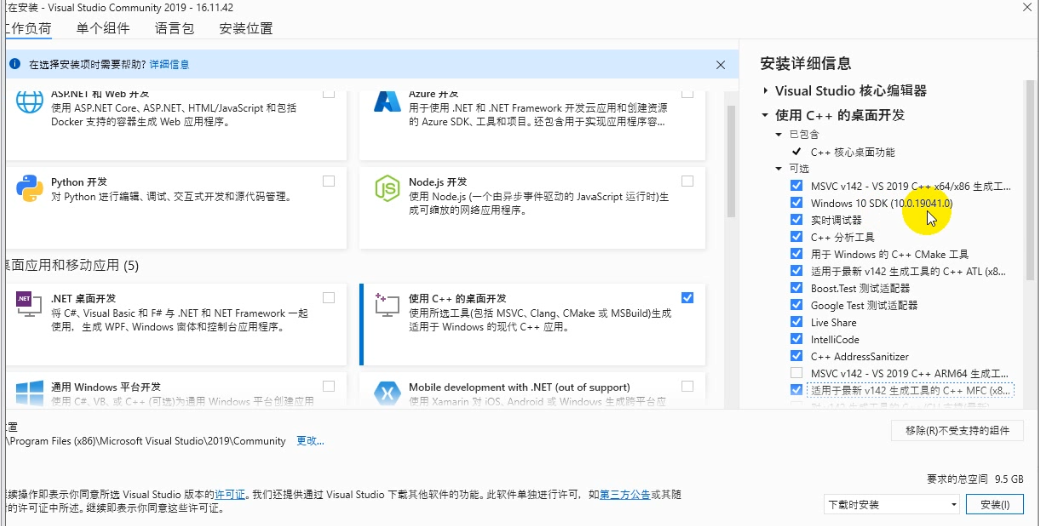 在安装 - Visual Studio Community 2019 - 16.11.42
工作负荷 单个组件 语言包 安装位置
在选择安装项时需要帮助? 详细信息
ASP.NET 和 Web 开发
使用 ASP.NET Core、ASP.NET、HTML/JavaScript 和包括
Docker 支持的容器生成 Web 应用程序。
Azure 开发
用于使用 .NET 和 .NET Framework 开发云应用和创建资源
的 Azure SDK、工具和项目。还包含用于实现应用程序容...
Python 开发
对 Python 进行编辑、调试、交互式开发和源代码管理。
Node.js 开发
使用 Node.js (一个由异步事件驱动的 JavaScript 运行时)生
成可缩放的网络应用程序。
桌面应用和移动应用 (5)
.NET 桌面开发
将 C#、Visual Basic 和 F# 与 .NET 和 NET Framework 一起
使用，生成 WPF、Windows 窗体和控制台应用程序。
使用 C++ 的桌面开发
使用所选工具(包括 MSVC、Clang、CMake 或 MSBuild)生成
适用于 Windows 的现代 C++ 应用。
通用 Windows 平台开发
使用 C#、VB、或 C++ (可选)为通用 Windows 平台创建应用
Mobile development with .NET (out of support)
使用 Xamarin 对 iOS、Android 或 Windows 生成跨平台应
安装详细信息
Visual Studio 核心编辑器
使用 C++ 的桌面开发
已包含
C++ 核心桌面功能
可选
MSVC v142 - VS 2019 C++ x64/x86 生成工...
Windows 10 SDK (10.0.19041.0)
实时调试器
C++ 分析工具
用于 Windows 的 C++ CMake 工具
适用于最新 v142 生成工具的 C++ ATL (x8...
Boost.Test 测试适配器
Google Test 测试适配器
Live Share
IntelliCode
C++ AddressSanitizer
MSVC v142 - VS 2019 C++ ARM64 生成工...
适用于最新 v142 生成工具的 C++ MFC (x8...
置
\Program Files (x86)\Microsoft Visual Studio\2019\Community 更改...
移除(R)不受支持的组件
要求的总空间 9.5 GB
继续操作即表示你同意所选 Visual Studio 版本的许可证。我们还提供通过 Visual Studio 下载其他软件的功能。此软件单独进行许可，如第三方公告或其随
的许可证中所述。继续即表示你同意这些许可证。
下载时安装
安装(I)